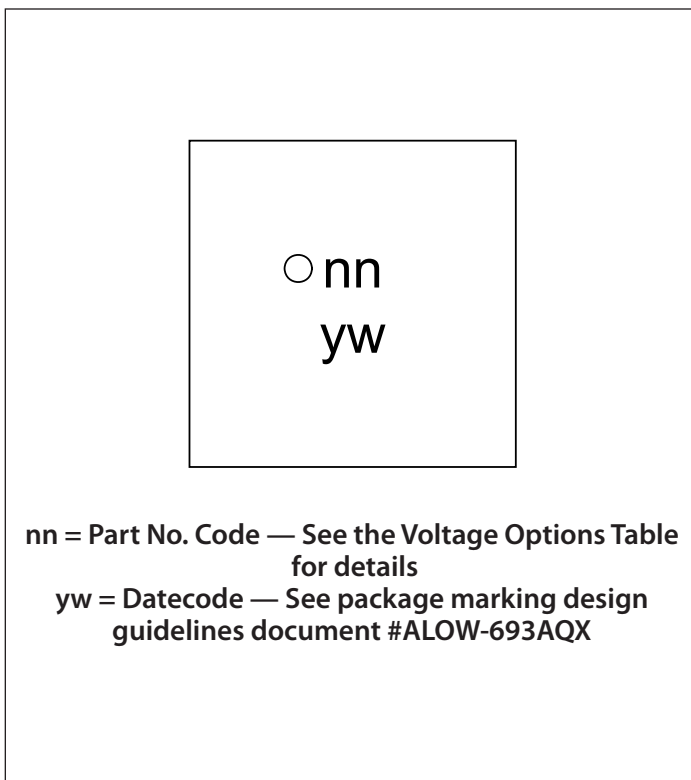 nn
yw
nn = Part No. Code — See the Voltage Options Table
for details
yw = Datecode — See package marking design
guidelines document #ALOW-693AQX